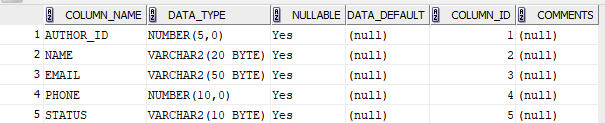 COLUMN_NAME DATA_TYPE NULLABLE DATA_DEFAULT COLUMN_ID COMMENTS
1 AUTHOR_ID NUMBER(5,0) Yes (null) 1 (null)
2 NAME VARCHAR2(20 BYTE) Yes (null) 2 (null)
3 EMAIL VARCHAR2(50 BYTE) Yes (null) 3 (null)
4 PHONE NUMBER(10,0) Yes (null) 4 (null)
5 STATUS VARCHAR2(10 BYTE) Yes (null) 5 (null)